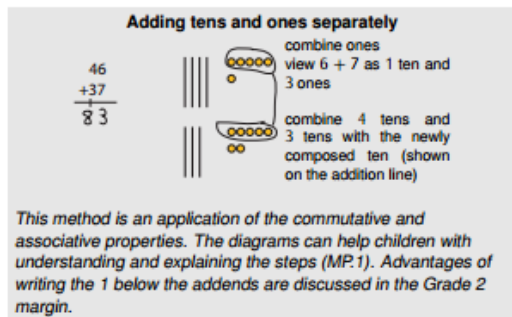 Adding tens and ones separately
46
+37
1
83
combine ones
view 6 + 7 as 1 ten and
3 ones
combine 4 tens and
3 tens with the newly
composed ten (shown
on the addition line)
This method is an application of the commutative and
associative properties. The diagrams can help children with
understanding and explaining the steps (MP.1). Advantages of
writing the 1 below the addends are discussed in the Grade 2
margin.